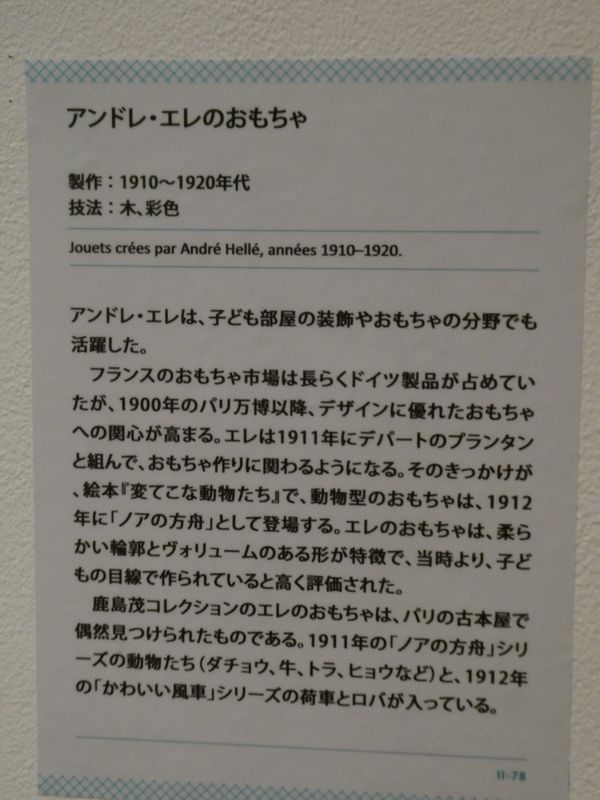 アンドレ・エレのおもちゃ
製作：1910～1920年代
技法：木、彩色
Jouets crées par André Hellé, années 1910–1920.
アンドレ・エレは、子ども部屋の装飾やおもちゃの分野でも
活躍した。
フランスのおもちゃ市場は長らくドイツ製品が占めてい
たが、1900年のパリ万博以降、デザインに優れたおもちゃ
への関心が高まる。エレは1911年にデパートのプランタン
と組んで、おもちゃ作りに関わるようになる。そのきっかけが
、絵本『変てこな動物たち』で、動物型のおもちゃは、1912
年に「ノアの方舟」として登場する。エレのおもちゃは、柔ら
かい輪郭とヴォリュームのある形が特徴で、当時より、子ど
もの目線で作られていると高く評価された。
鹿島茂コレクションのエレのおもちゃは、パリの古本屋で
偶然見つけられたものである。1911年の「ノアの方舟」シリ
ーズの動物たち（ダチョウ、牛、トラ、ヒョウなど）と、1912年
の「かわいい風車」シリーズの荷車とロバが入っている。
II-78